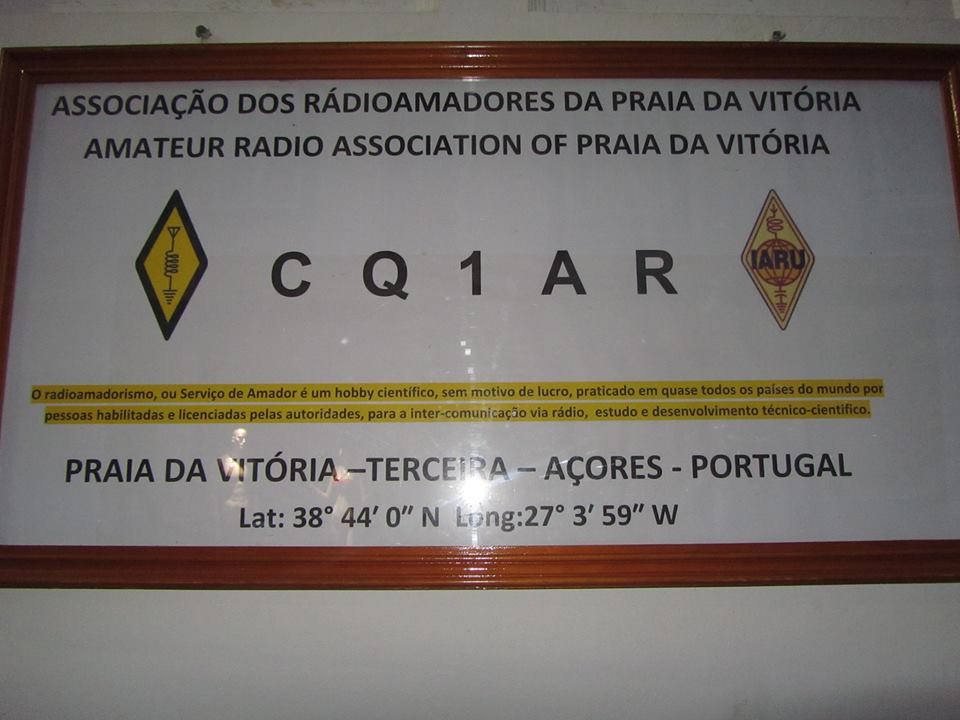 ASSOCIAÇÃO DOS RÁDIOAMADORES DA PRAIA DA VITÓRIA
AMATEUR RADIO ASSOCIATION OF PRAIA DA VITÓRIA
C Q 1 A R
IARU
O radioamadorismo, ou Serviço de Amador é um hobby científico, sem motivo de lucro, praticado em quase todos os países do mundo por
pessoas habilitadas e licenciadas pelas autoridades, para a inter-comunicação via rádio, estudo e desenvolvimento técnico-científico.
PRAIA DA VITÓRIA –TERCEIRA – AÇORES - PORTUGAL
Lat: 38° 44’ 0” N Long:27° 3’ 59” W